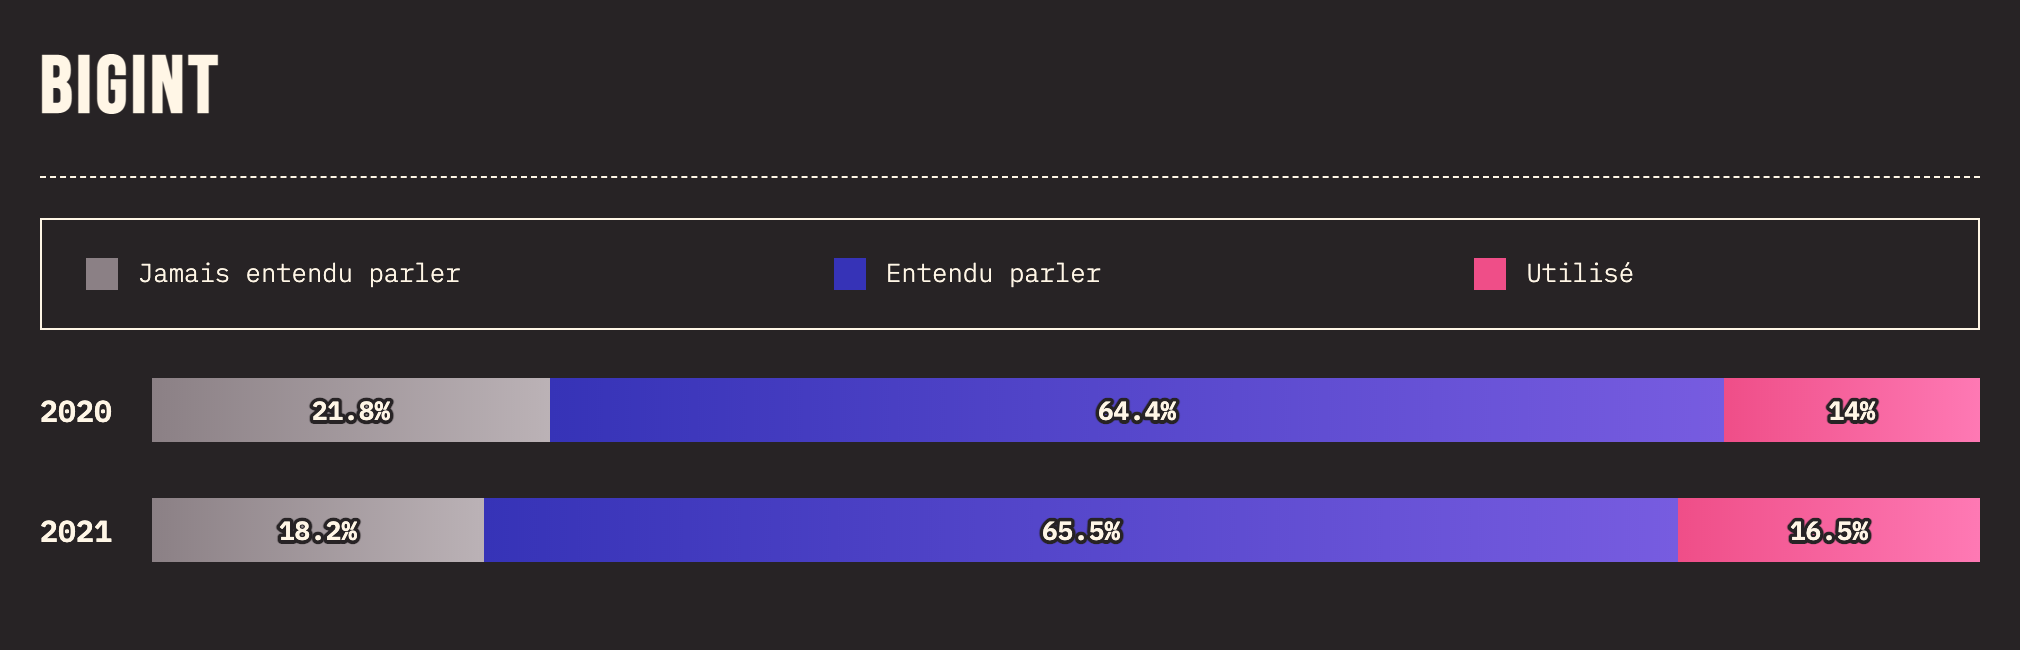 BIGINT
Jamais entendu parler Entendu parler Utilisé
2020 21.8% 64.4% 14%
2021 18.2% 65.5% 16.5%